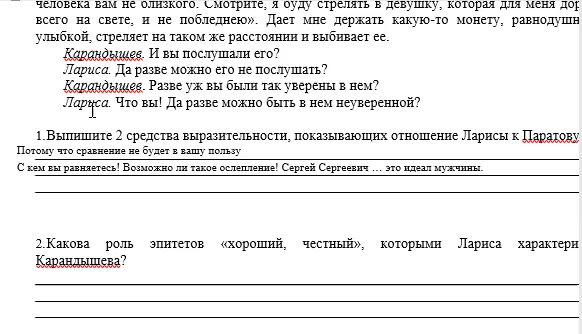 человека вам не близкого. Смотрите, я буду стрелять в девушку, которая для меня дор
всего на свете, и не побледнею». Дает мне держать какую-то монету, равнодушн
улыбкой, стреляет на таком же расстоянии и выбивает ее.
Карандышев. И вы послушали его?
Лариса. Да разве можно его не послушать?
Карандышев. Разве уж вы были так уверены в нем?
Лариса. Что вы! Да разве можно быть в нем неуверенной?
1.Выпишите 2 средства выразительности, показывающих отношение Ларисы к Паратову
Потому что сравнение не будет в вашу пользу
С кем вы равняетесь! Возможно ли такое ослепление! Сергей Сергеевич … это идеал мужчины.
2.Какова роль эпитетов «хороший, честный», которыми Лариса характери
Карандышева?